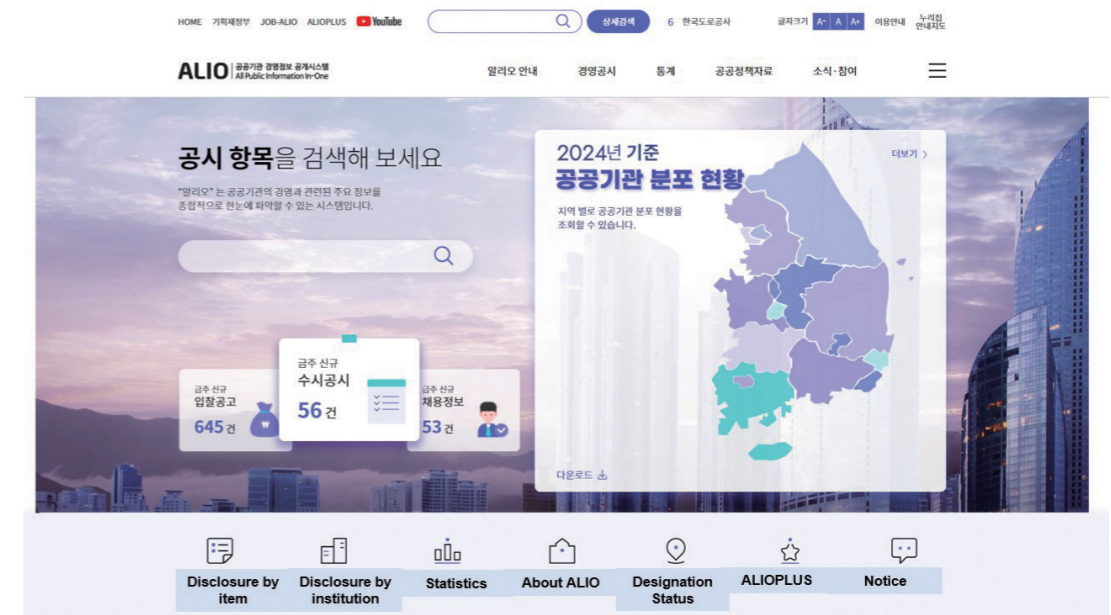 HOME 기획재정부 JOB-ALIO ALIOPLUS YouTube 상세검색 6 한국도로공사 글자크기 A- A A+ 이용안내 누리집
안내지도
ALIO 공공기관 경영정보 공개시스템
All Public Information In-One
알리오 안내 경영공시 통계 공공정책자료 소식·참여
공시 항목을 검색해 보세요
"알리오" 는 공공기관의 경영과 관련된 주요 정보를
종합적으로 한눈에 파악할 수 있는 시스템입니다.
금주 신규
입찰공고
645 건
금주 신규
수시공시
56 건
금주 신규
채용정보
53 건
2024년 기준
공공기관 분포 현황
더보기
지역 별로 공공기관 분포 현황을
조회할 수 있습니다.
다운로드
Disclosure by
item
Disclosure by
institution
Statistics
About ALIO
Designation
Status
ALIOPLUS
Notice